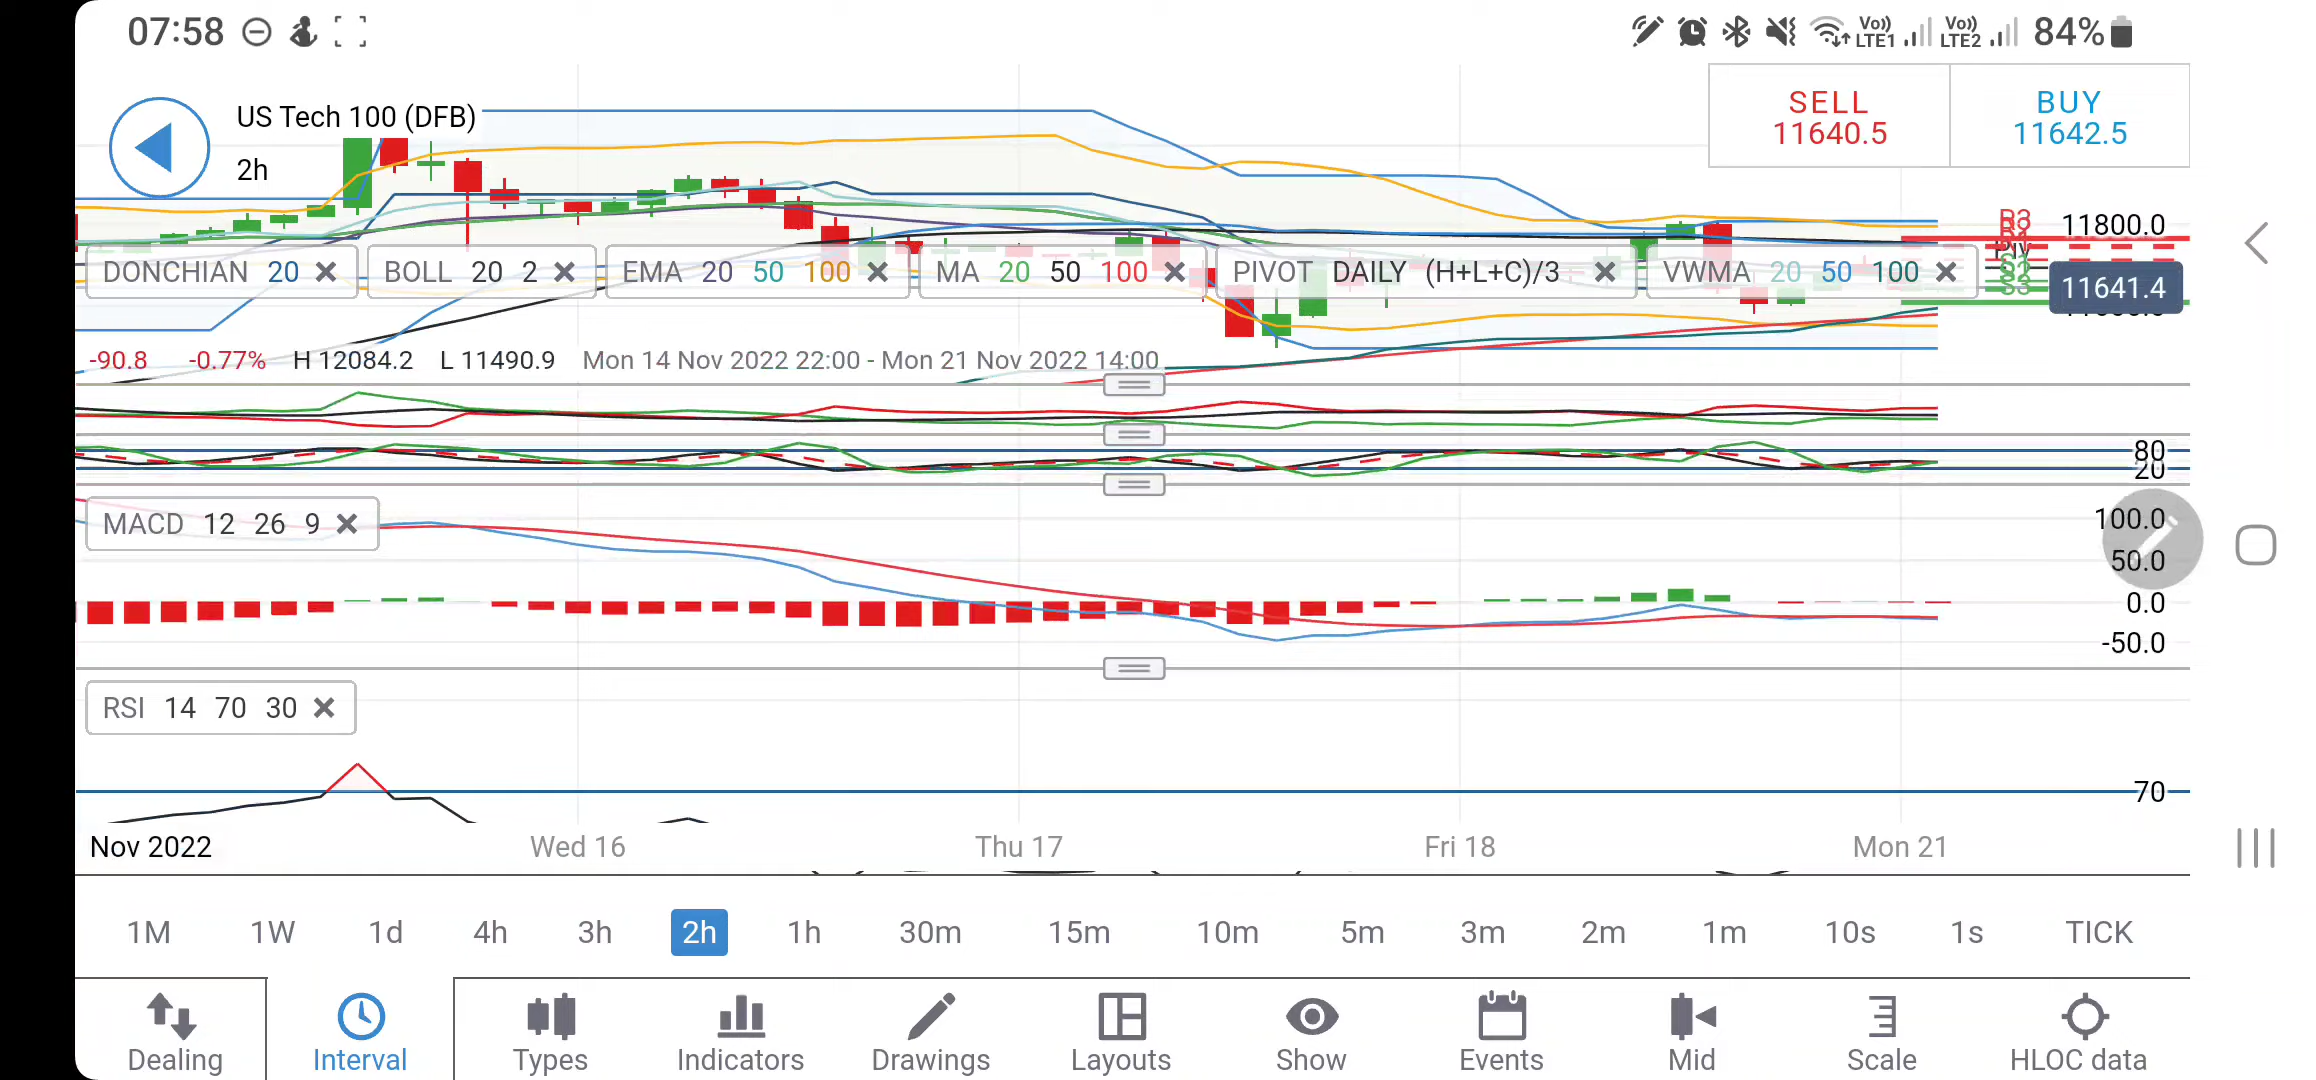 07:58
Vo)) LTE1 Vo)) LTE2 84%
US Tech 100 (DFB)
2h
SELL
11640.5
BUY
11642.5
R3
11800.0
DONCHIAN 20
BOLL 20 2
EMA 20 50 100
MA 20 50 100
PIVOT DAILY (H+L+C)/3
VWMA 20 50 100
S3
11641.4
-90.8 -0.77% H 12084.2 L 11490.9 Mon 14 Nov 2022 22:00 - Mon 21 Nov 2022 14:00
80
20
MACD 12 26 9
100.0
50.0
0.0
-50.0
RSI 14 70 30
70
Nov 2022 Wed 16 Thu 17 Fri 18 Mon 21
1M 1W 1d 4h 3h 2h 1h 30m 15m 10m 5m 3m 2m 1m 10s 1s TICK
Dealing Interval Types Indicators Drawings Layouts Show Events Mid Scale HLOC data